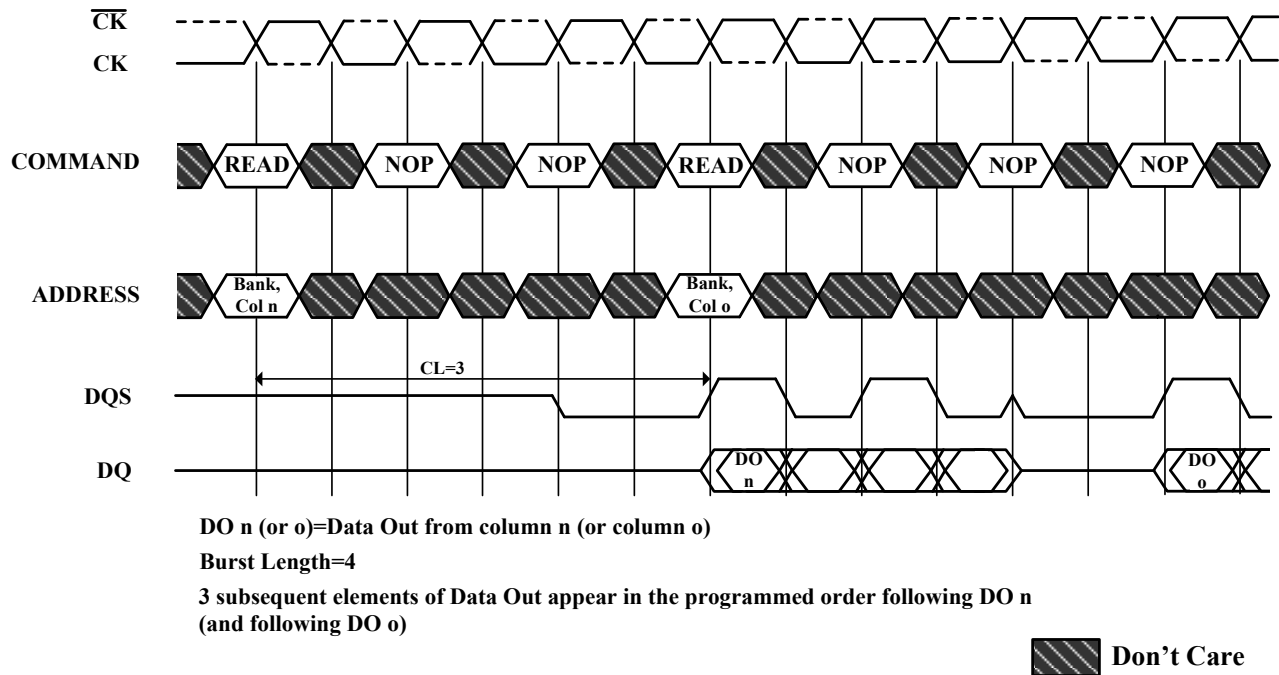 CK
CK
COMMAND READ NOP NOP READ NOP NOP NOP
ADDRESS Bank, Col n Bank, Col o
CL=3
DQS
DQ DO n DO o
DO n (or o)=Data Out from column n (or column o)
Burst Length=4
3 subsequent elements of Data Out appear in the programmed order following DO n
(and following DO o)
Don't Care